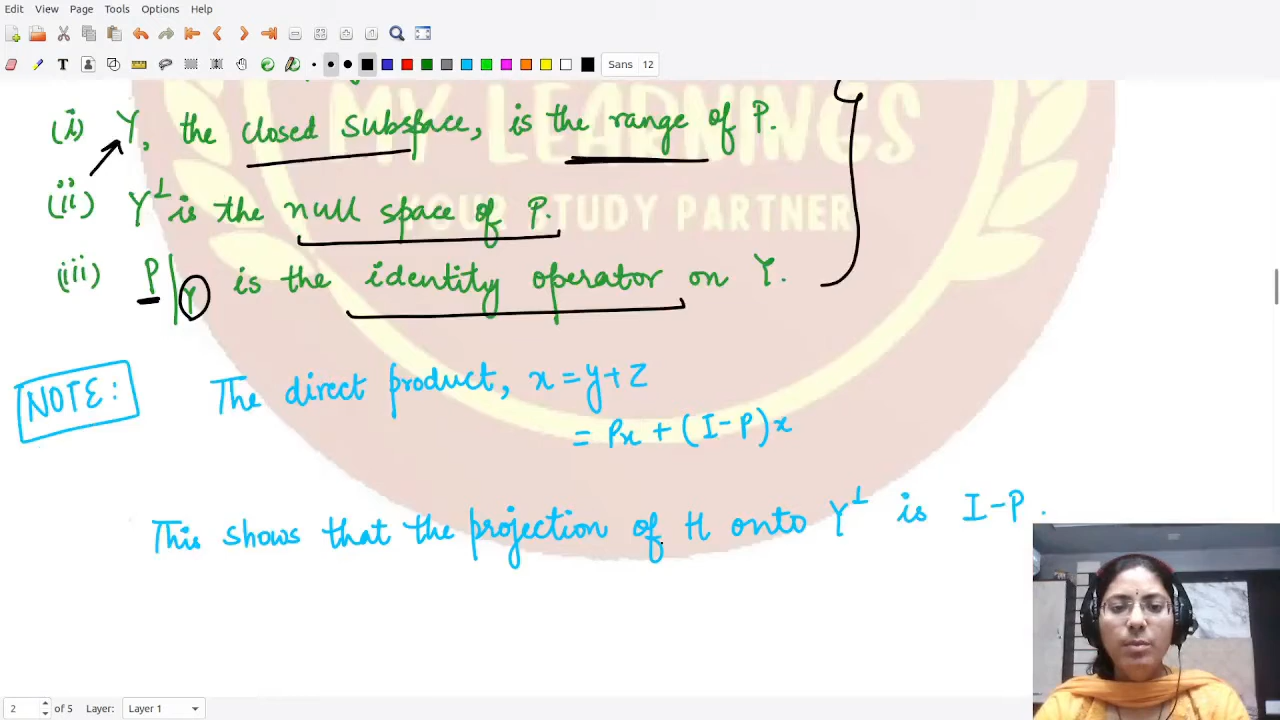 Edit View Page Tools Options Help
Sans 12
MY LEARNINGS
YOUR STUDY PARTNER
(i) Y, the closed subspace, is the range of P.
(ii) Y⊥ is the null space of P.
(iii) P|Y is the identity operator on Y.
NOTE: The direct product, x = y + z
= Px + (I-P)x
This shows that the projection of H onto Y⊥ is I-P.
2 of 5 Layer: Layer 1